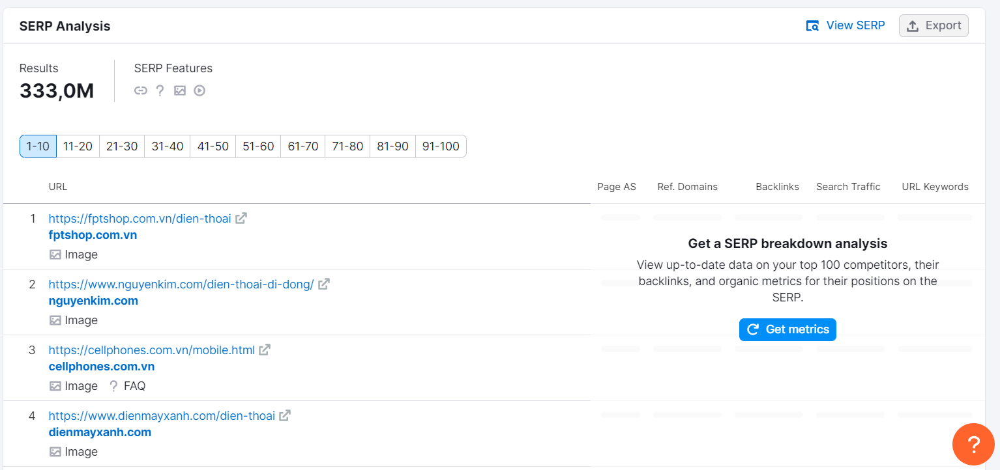 SERP Analysis
View SERP
Export
Results
SERP Features
333,0M
1-10 11-20 21-30 31-40 41-50 51-60 61-70 71-80 81-90 91-100
URL Page AS Ref. Domains Backlinks Search Traffic URL Keywords
1 https://fptshop.com.vn/dien-thoai
fptshop.com.vn
Image
2 https://www.nguyenkim.com/dien-thoai-di-dong/
nguyenkim.com
Image
3 https://cellphones.com.vn/mobile.html
cellphones.com.vn
Image ? FAQ
4 https://www.dienmayxanh.com/dien-thoai
dienmayxanh.com
Image
Get a SERP breakdown analysis
View up-to-date data on your top 100 competitors, their
backlinks, and organic metrics for their positions on the
SERP.
Get metrics
?